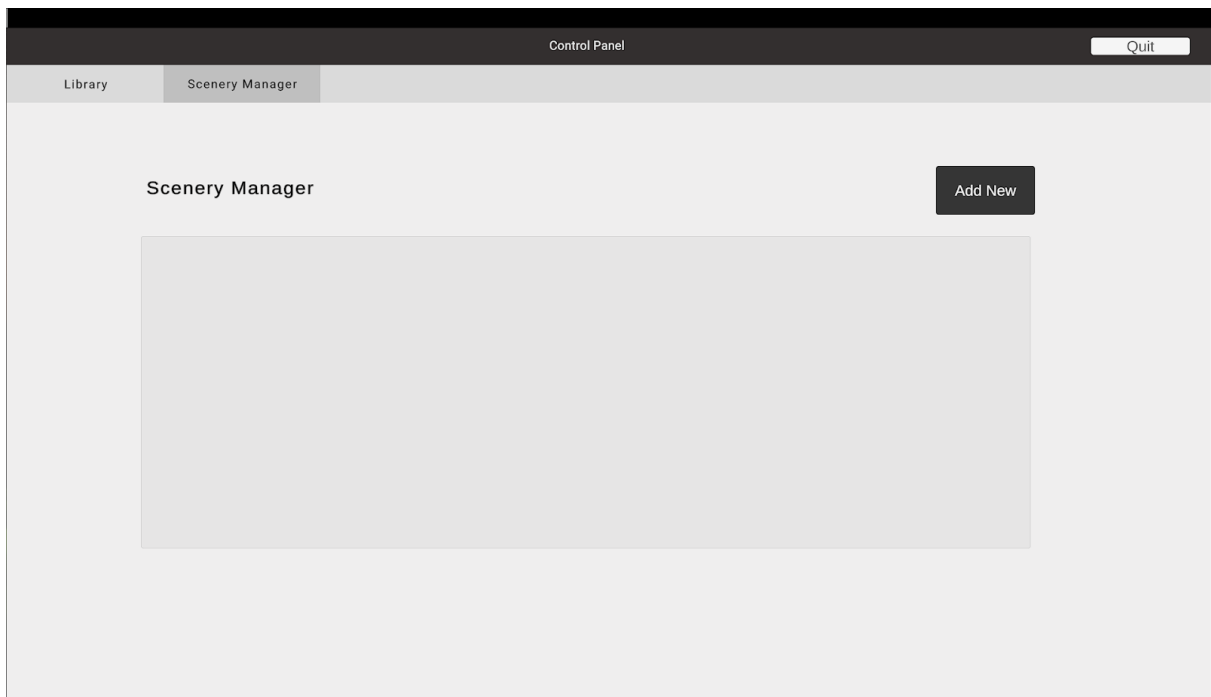 Control Panel
Quit
Library
Scenery Manager
Scenery Manager
Add New